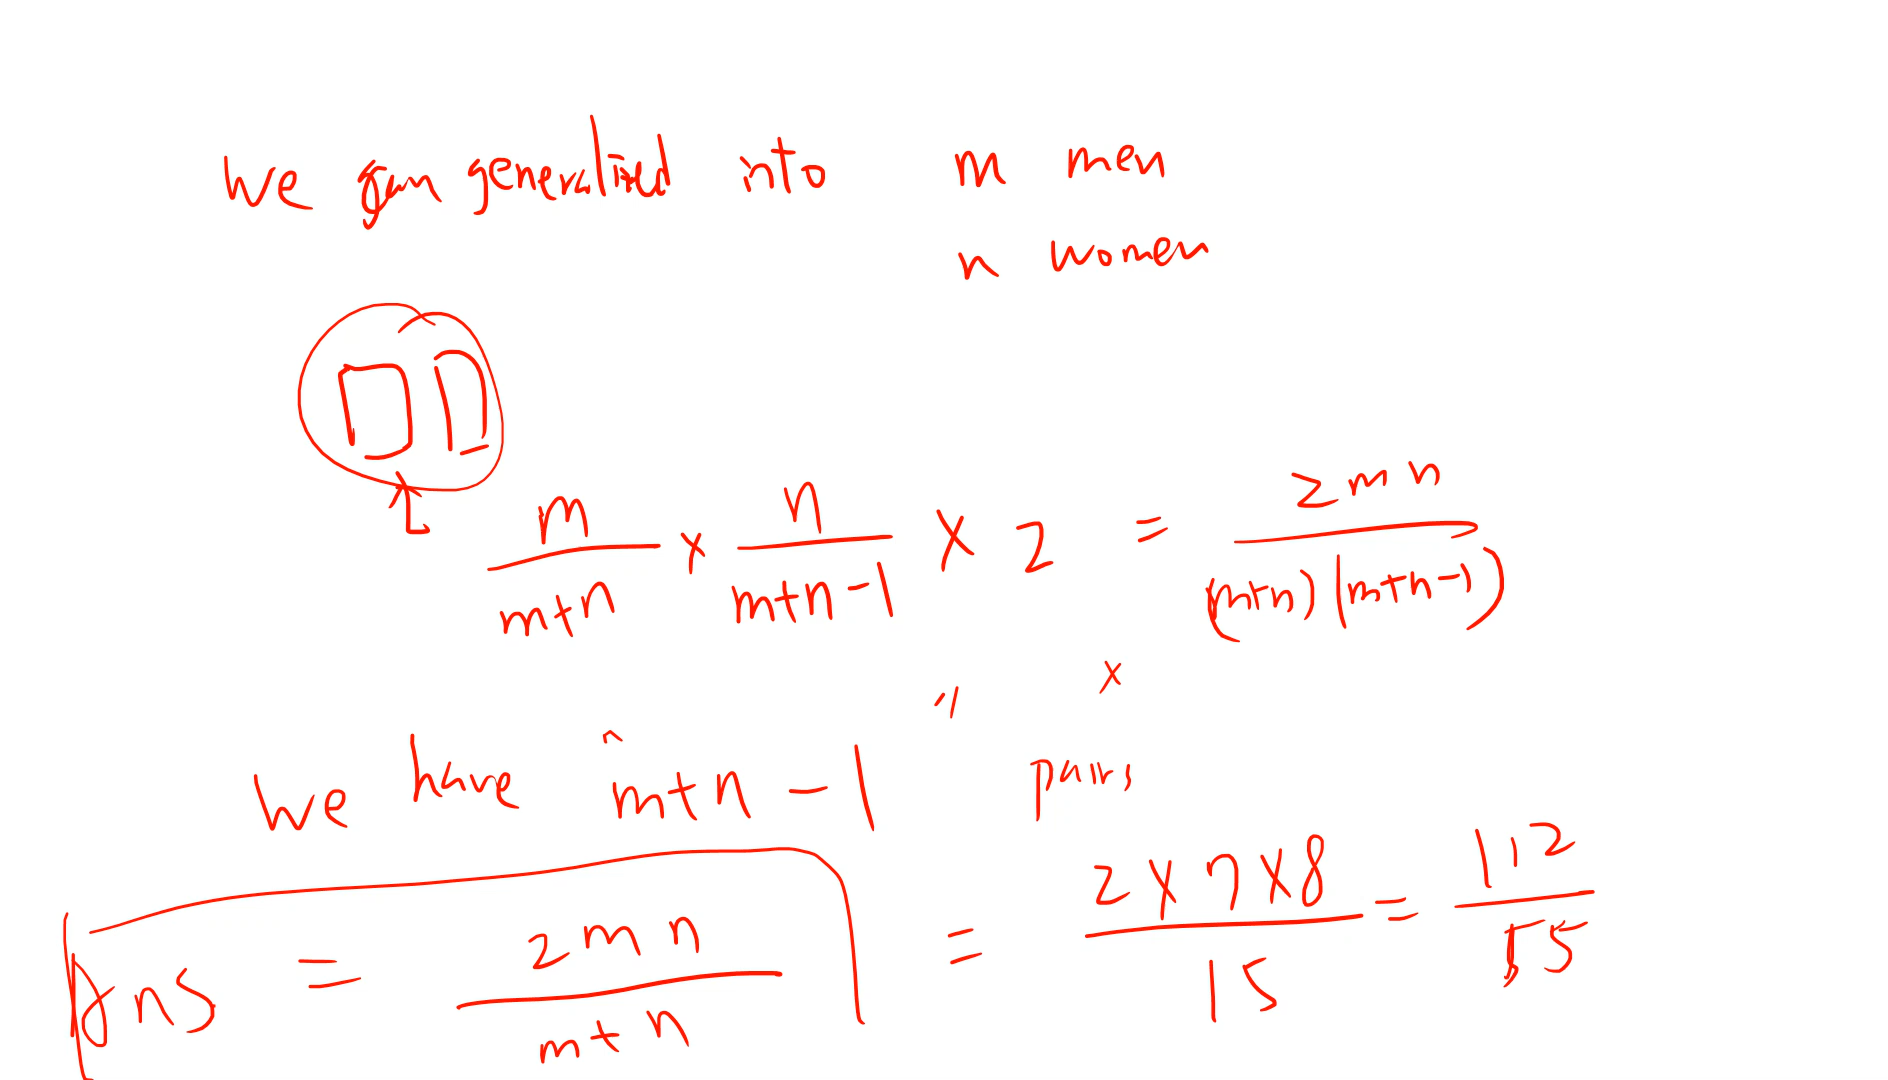 We can generalized into m men
n women
2
m/(m+n) × n/(m+n-1) × 2 = 2mn/((m+n)(m+n-1))
×
we have m+n-1 pairs
Ans = 2mn/(m+n) = (2×7×8)/15 = 112/15